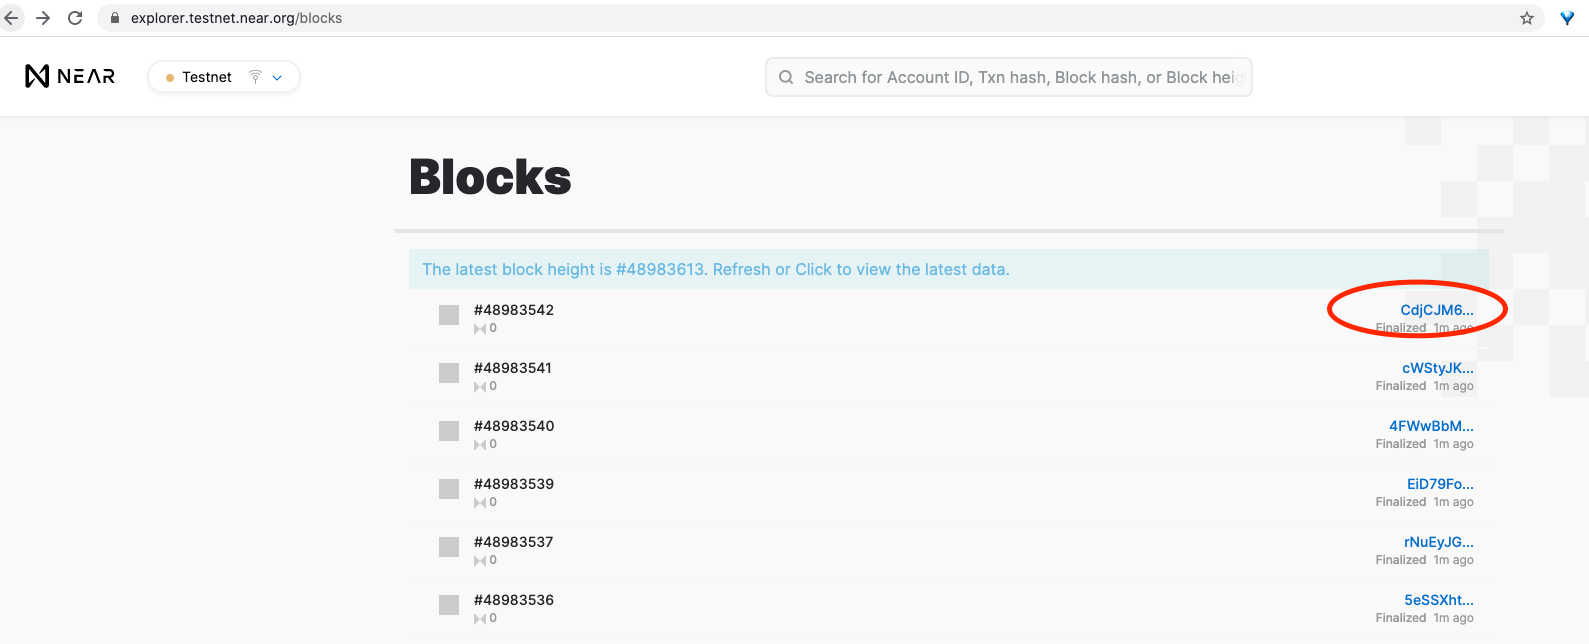 explorer.testnet.near.org/blocks
NEAR
Testnet
Search for Account ID, Txn hash, Block hash, or Block heig
Blocks
The latest block height is #48983613. Refresh or Click to view the latest data.
#48983542 CdjCJM6...
0 Finalized 1m ago
#48983541 cWStyJK...
0 Finalized 1m ago
#48983540 4FWwBbM...
0 Finalized 1m ago
#48983539 EiD79Fo...
0 Finalized 1m ago
#48983537 rNuEyJG...
0 Finalized 1m ago
#48983536 5eSSXht...
0 Finalized 1m ago